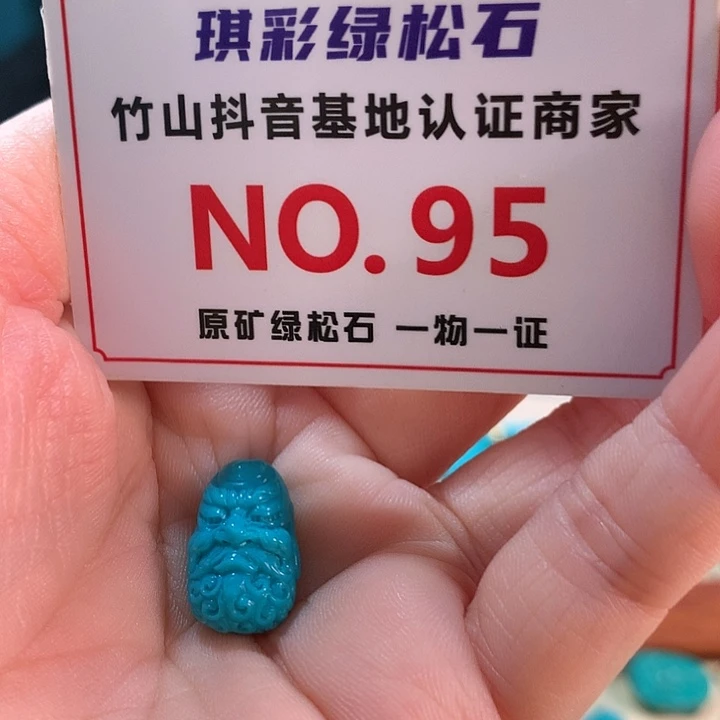 琪彩绿松石
竹山抖音基地认证商家
NO.95
原矿绿松石 一物一证